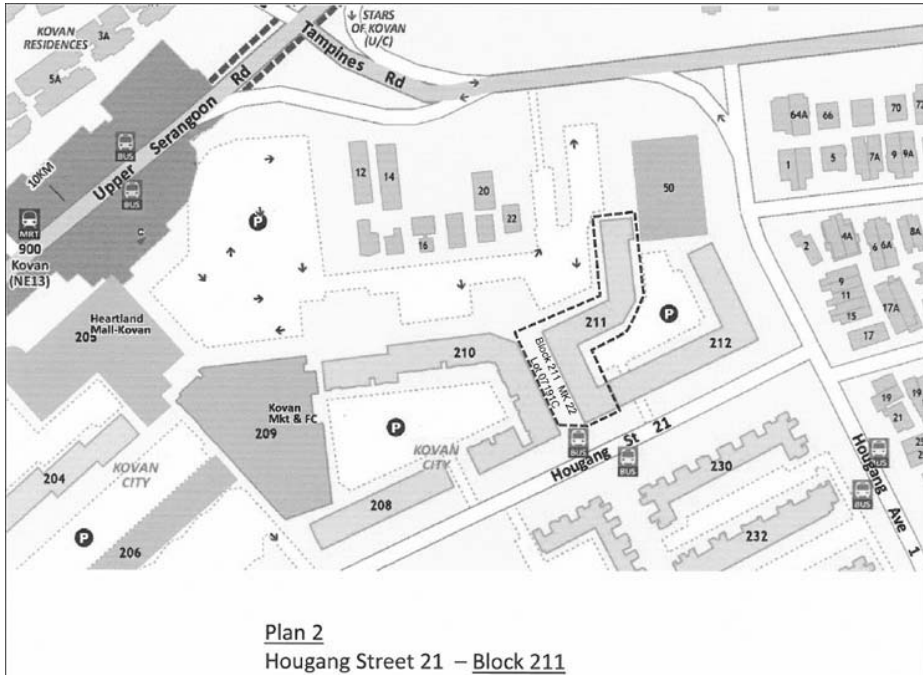 KOVAN
RESIDENCES
3A
5A
STARS
OF KOVAN
(U/C)
Tampines Rd
Upper Serangoon Rd
10KM
BUS
BUS
MRT
900
Kovan
(NE13)
C
P
12
14
16
20
22
50
64A
66
70
72
1
5
7A
9
9A
2
4A
6
6A
8A
9
11
15
17
17A
19
21
19
Heartland
Mall-Kovan
205
210
211
212
P
Block 211 MK 22
Lot 07191C
Kovan
Mkt & FC
209
P
KOVAN
CITY
208
BUS
BUS
Hougang St 21
230
232
BUS
BUS
Hougang Ave 1
204
KOVAN
CITY
P
206
Plan 2
Hougang Street 21 – Block 211